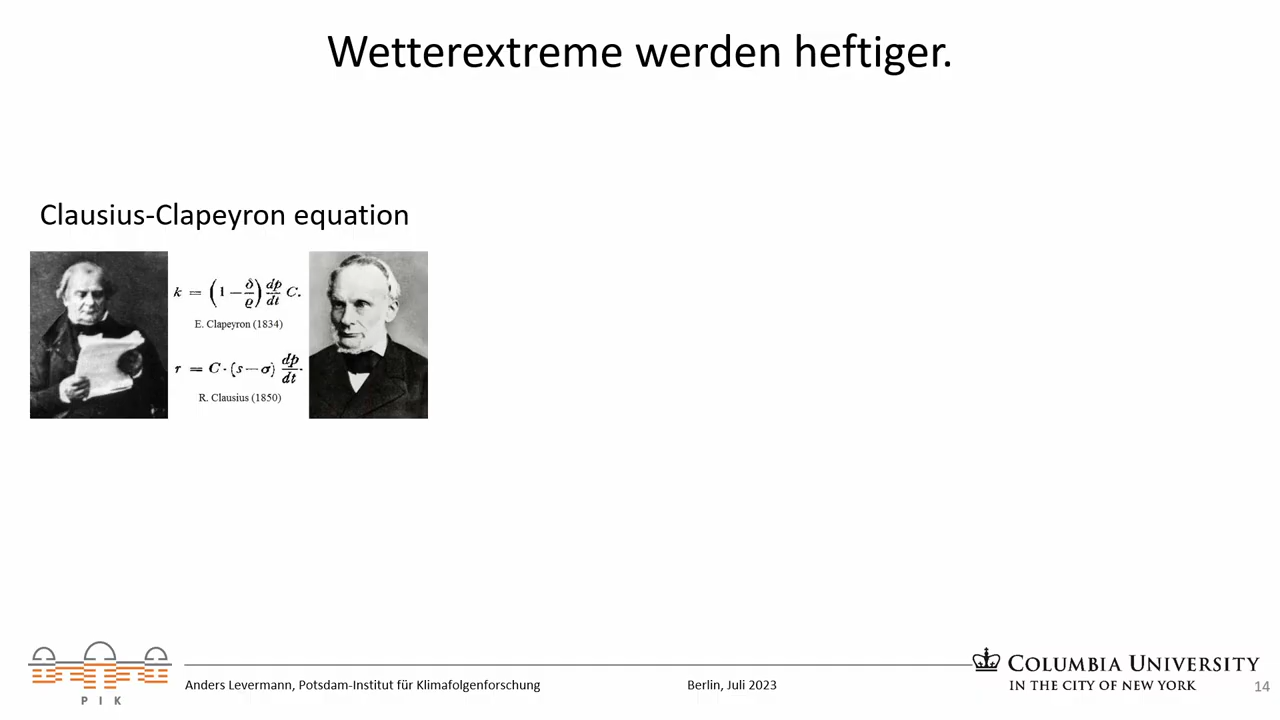 Wetterextreme werden heftiger.
Clausius-Clapeyron equation
k = (1 − δ/ϱ) dp/dt C.
E. Clapeyron (1834)
r = C·(s−σ) dp/dt.
R. Clausius (1850)
PIK
Anders Levermann, Potsdam-Institut für Klimafolgenforschung
Berlin, Juli 2023
COLUMBIA UNIVERSITY
IN THE CITY OF NEW YORK
14